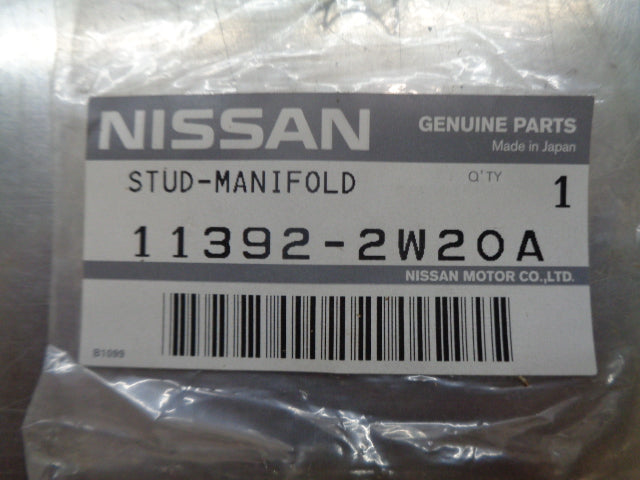 NISSAN
GENUINE PARTS
Made in Japan
STUD-MANIFOLD
Q'TY 1
11392-2W20A
NISSAN MOTOR CO.,LTD.
B1099